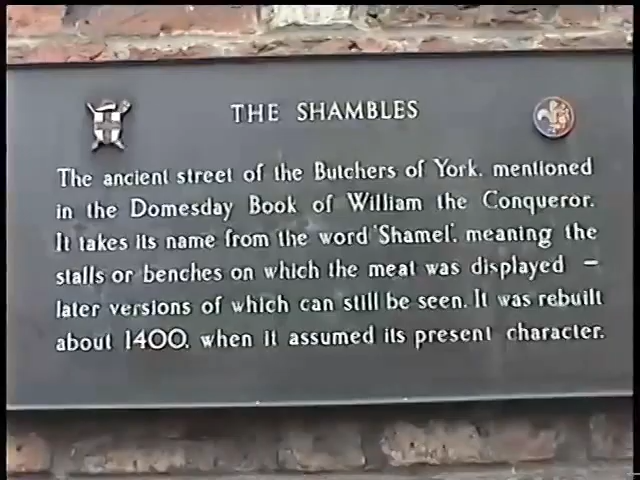 THE SHAMBLES
The ancient street of the Butchers of York, mentioned
in the Domesday Book of William the Conqueror.
It takes its name from the word 'Shamel', meaning the
stalls or benches on which the meat was displayed –
later versions of which can still be seen. It was rebuilt
about 1400, when it assumed its present character.